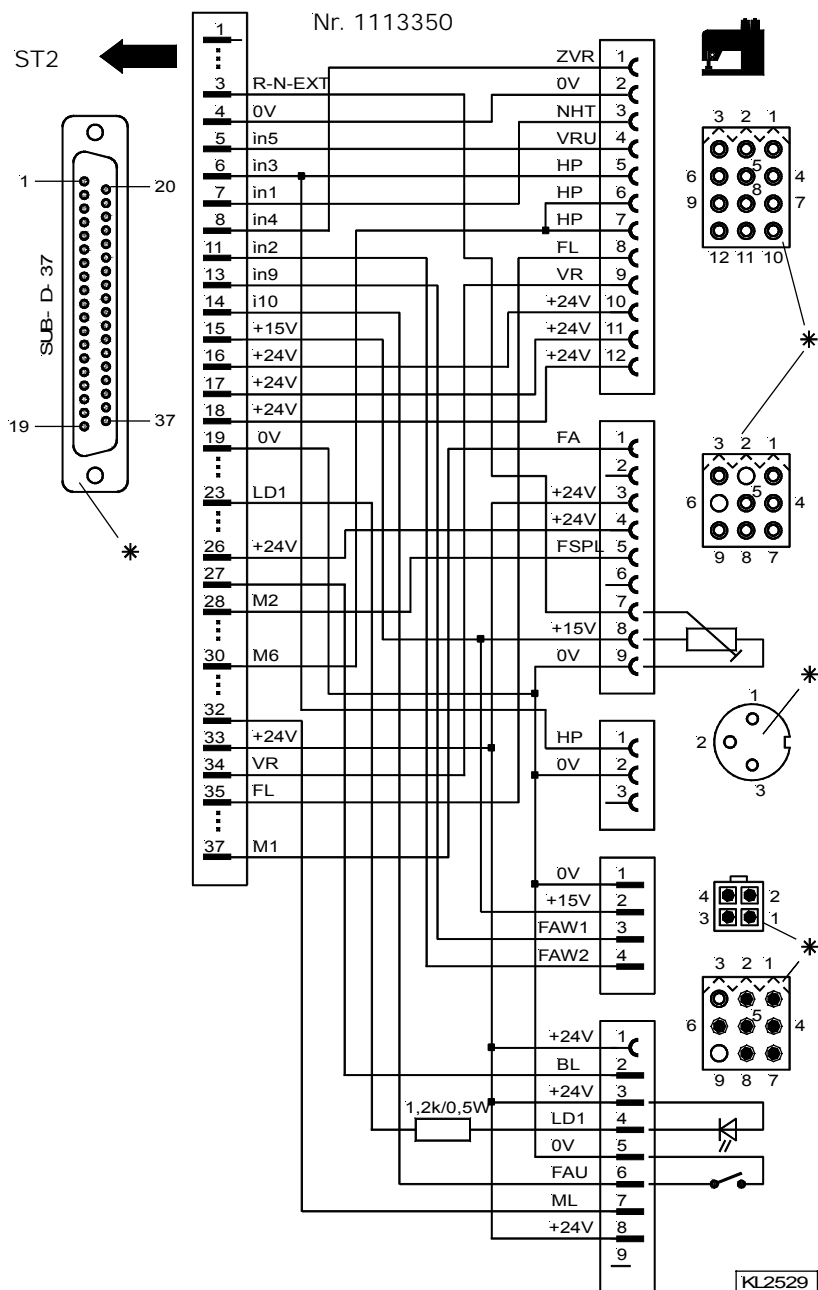 Nr. 1113350
ST2
1
3 R-N-EXT
4 0V
5 in5
6 in3
7 in1
8 in4
11 in2
13 in9
14 i10
15 +15V
16 +24V
17 +24V
18 +24V
19 0V
23 LD1
26 +24V
27
28 M2
30 M6
32
33 +24V
34 VR
35 FL
37 M1
1 20
SUB- D- 37
19 37
ZVR 1
0V 2
NHT 3
VRU 4
HP 5
HP 6
HP 7
FL 8
VR 9
+24V 10
+24V 11
+24V 12
3 2 1
6 5 4
9 8 7
12 11 10
*
FA 1
2
+24V 3
+24V 4
FSPL 5
6
7
+15V 8
0V 9
3 2 1
6 5 4
9 8 7
*
HP 1
0V 2
3
1
2
3
*
0V 1
+15V 2
FAW1 3
FAW2 4
4 2
3 1
*
+24V 1
BL 2
+24V 3
1,2k/0,5W
LD1 4
0V 5
FAU 6
ML 7
+24V 8
9
3 2 1
6 5 4
9 8 7
KL2529